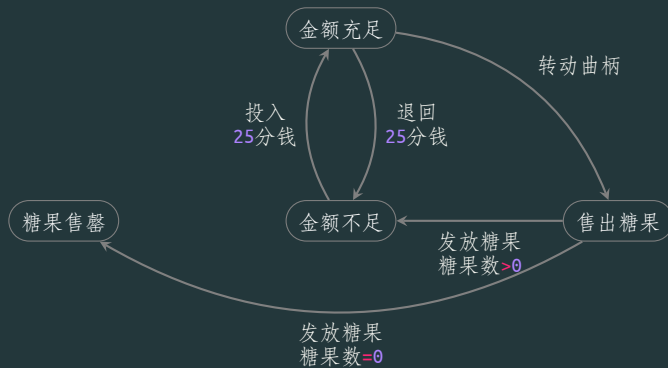 金额充足
转动曲柄
投入
25分钱
退回
25分钱
糖果售罄
金额不足
售出糖果
发放糖果
糖果数>0
发放糖果
糖果数=0